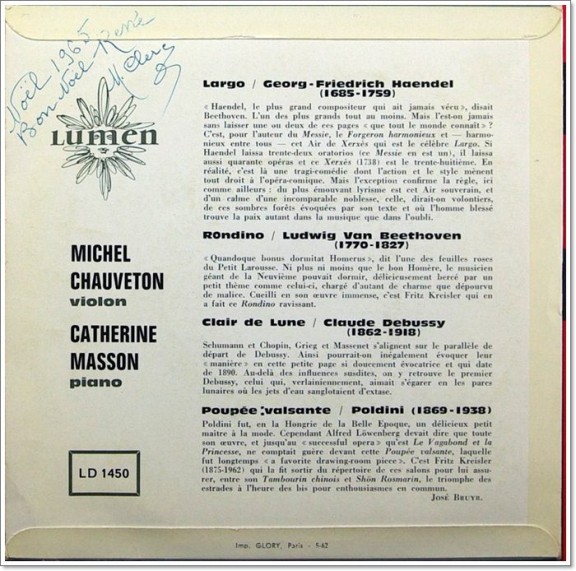 Noël 1965
Bon Noël René
Lumen
MICHEL
CHAUVETON
violon
CATHERINE
MASSON
piano
LD 1450
Largo / Georg-Friedrich Haendel
(1685-1759)
« Haendel, le plus grand compositeur qui ait jamais vécu », disait
Beethoven. L'un des plus grands tout au moins. Mais l'est-on jamais
sans laisser une ou deux de ces pages « que tout le monde connaît » ?
C'est, pour l'auteur du Messie, le Forgeron harmonieux et — harmo-
nieux entre tous — cet Air de Xerxès qui est le célèbre Largo. Si
Haendel laissa trente-deux oratorios (ce Messie en est un), il laissa
aussi quarante opéras et ce Xerxès (1738) est le trente-huitième. En
réalité, c'est là une tragi-comédie dont l'action et le style mènent
tout droit à l'opéra-comique. Mais l'exception confirme la règle, ici
comme ailleurs : du plus émouvant lyrisme est cet Air souverain, et
d'un calme d'une incomparable noblesse, celle, dirait-on volontiers,
de ces sombres forêts évoquées par son texte et où l'homme blessé
trouve la paix autant dans la musique que dans l'oubli.
Rondino / Ludwig Van Beethoven
(1770-1827)
« Quandoque bonus dormitat Homerus », dit l'une des feuilles roses
du Petit Larousse. Ni plus ni moins que le bon Homère, le musicien
géant de la Neuvième pouvait dormir, délicieusement bercé par un
petit thème comme celui-ci, chargé d'autant de charme que dépourvu
de malice. Cueilli en son œuvre immense, c'est Fritz Kreisler qui en
a fait ce Rondino ravissant.
Clair de Lune / Claude Debussy
(1862-1918)
Schumann et Chopin, Grieg et Massenet s'alignent sur le parallèle de
départ de Debussy. Ainsi pourrait-on inégalement évoquer leur
« manière » en cette petite page si doucement évocatrice et qui date
de 1890. Au-delà des influences susdites, on y retrouve le premier
Debussy, celui qui, verlainiennement, aimait s'égarer en les parcs
lunaires où les jets d'eau sanglotaient d'extase.
Poupée valsante / Poldini (1869-1938)
Poldini fut, en la Hongrie de la Belle Epoque, un délicieux petit
maître à la mode. Cependant Alfred Löwenberg devait dire que toute
son œuvre, et jusqu'au « successful opera » qu'est Le Vagabond et la
Princesse, ne comptait guère devant cette Poupée valsante, laquelle
fut longtemps « a favorite drawing-room piece ». C'est Fritz Kreisler
(1875-1962) qui la fit sortir du répertoire de ces salons pour lui assu-
rer, entre son Tambourin chinois et Shön Rosmarin, le triomphe des
estrades à l'heure des bis pour enthousiasmes en commun.
José Bruyr.
Imp. GLORY, Paris - 5-62